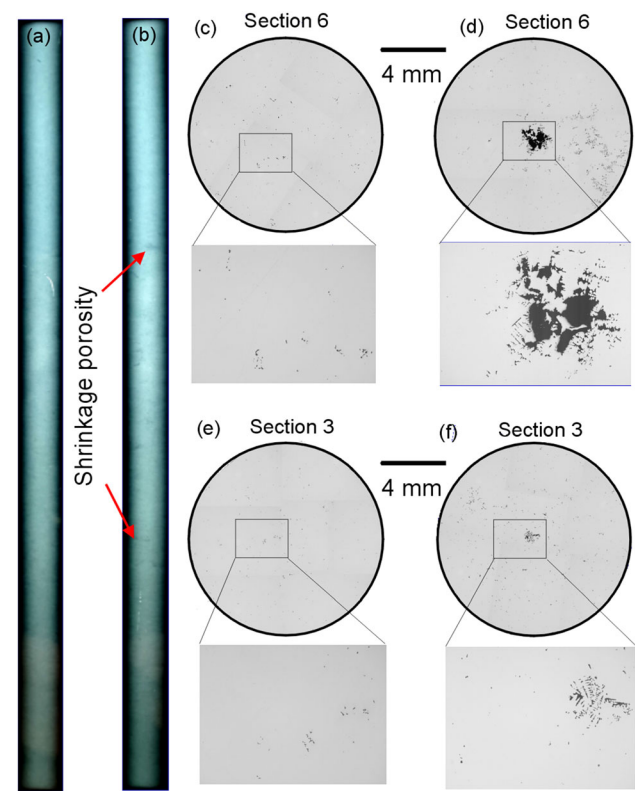 (a)
(b)
Shrinkage porosity
(c)
Section 6
(d)
Section 6
4 mm
(e)
Section 3
(f)
Section 3
4 mm